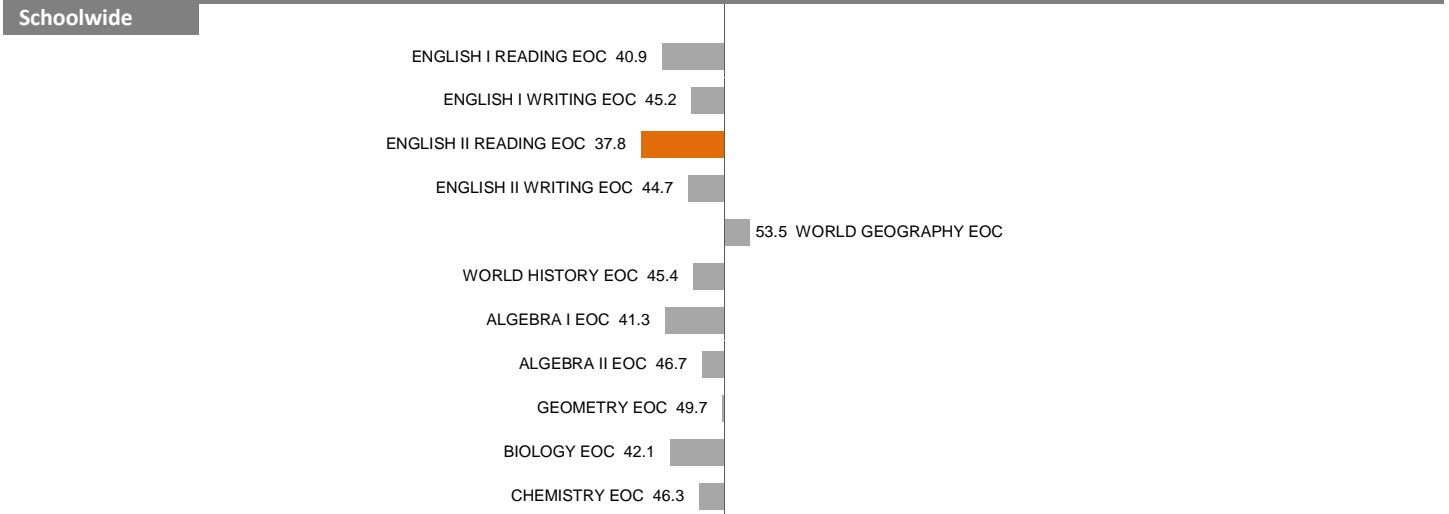 Schoolwide
ENGLISH I READING EOC 40.9
ENGLISH I WRITING EOC 45.2
ENGLISH II READING EOC 37.8
ENGLISH II WRITING EOC 44.7
53.5 WORLD GEOGRAPHY EOC
WORLD HISTORY EOC 45.4
ALGEBRA I EOC 41.3
ALGEBRA II EOC 46.7
GEOMETRY EOC 49.7
BIOLOGY EOC 42.1
CHEMISTRY EOC 46.3